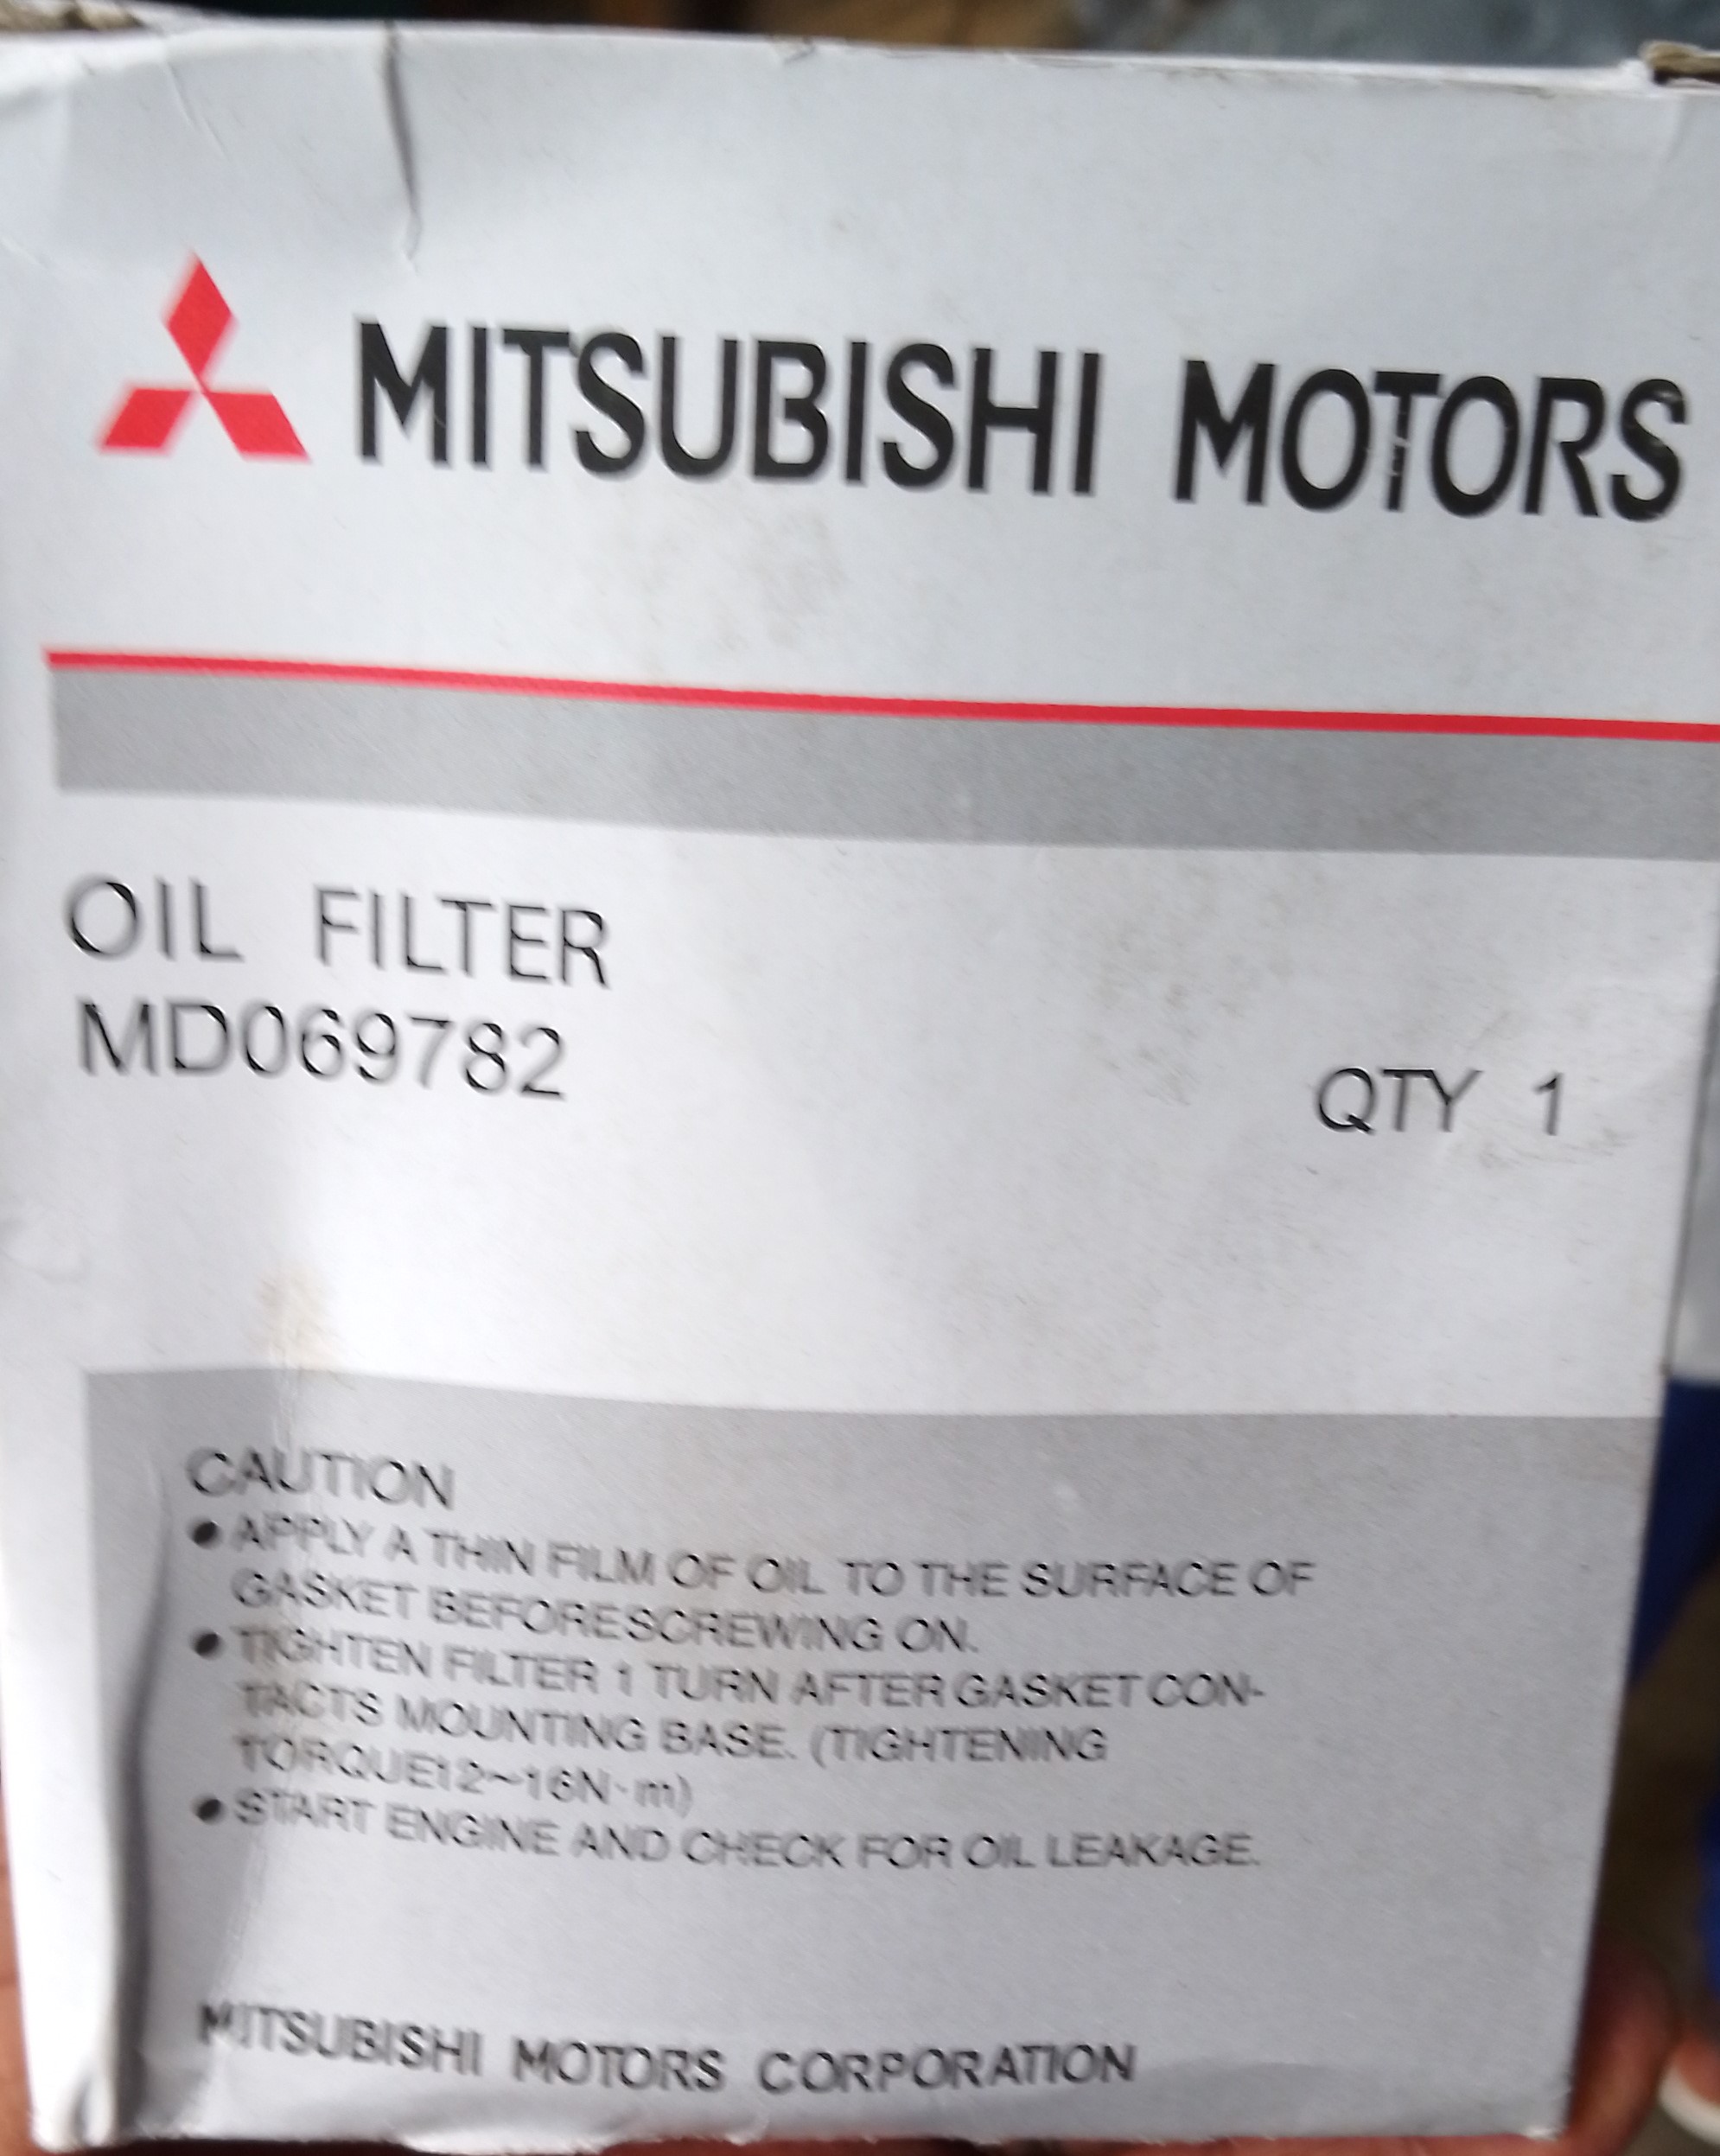 MITSUBISHI MOTORS
OIL FILTER
MD069782
QTY 1
CAUTION
● APPLY A THIN FILM OF OIL TO THE SURFACE OF
GASKET BEFORESCREWING ON.
● TIGHTEN FILTER 1 TURN AFTER GASKET CON-
TACTS MOUNTING BASE. (TIGHTENING
TORQUE12~16N·m)
● START ENGINE AND CHECK FOR OIL LEAKAGE.
MITSUBISHI MOTORS CORPORATION